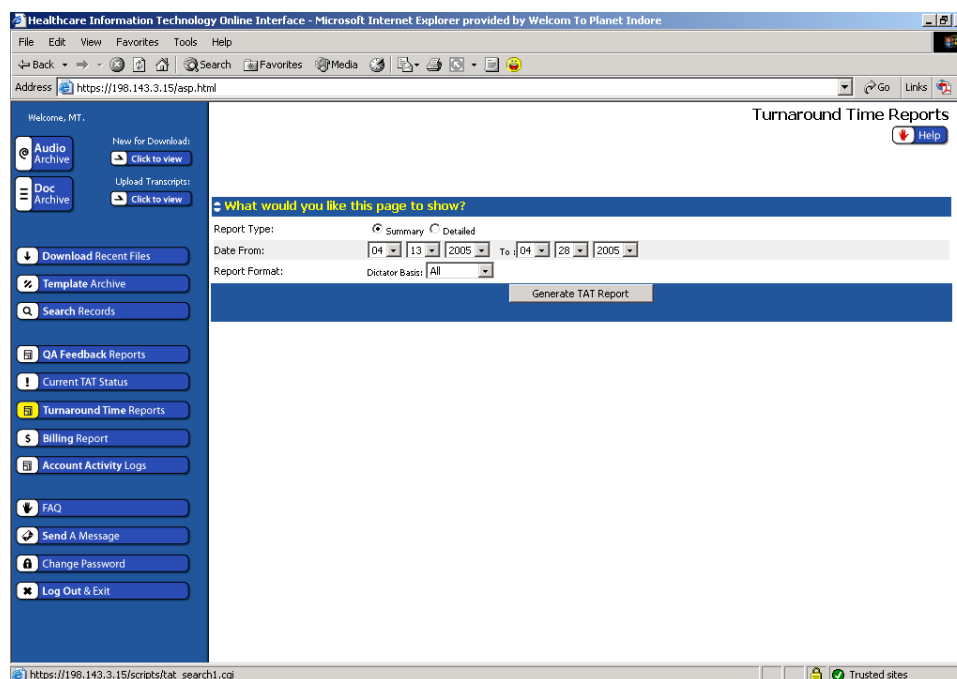 Healthcare Information Technology Online Interface - Microsoft Internet Explorer provided by Welcom To Planet Indore
File Edit View Favorites Tools Help
Back Search Favorites Media
Address https://198.143.3.15/asp.html Go Links
Welcome, MT.
Turnaround Time Reports
Help
Audio Archive
New for Download:
Click to view
Doc Archive
Upload Transcripts:
Click to view
What would you like this page to show?
Report Type: Summary Detailed
Date From: 04 13 2005 To : 04 28 2005
Report Format: Dictator Basis: All
Generate TAT Report
Download Recent Files
Template Archive
Search Records
QA Feedback Reports
Current TAT Status
Turnaround Time Reports
$ Billing Report
Account Activity Logs
FAQ
Send A Message
Change Password
Log Out & Exit
https://198.143.3.15/scripts/tat_search1.cgi Trusted sites